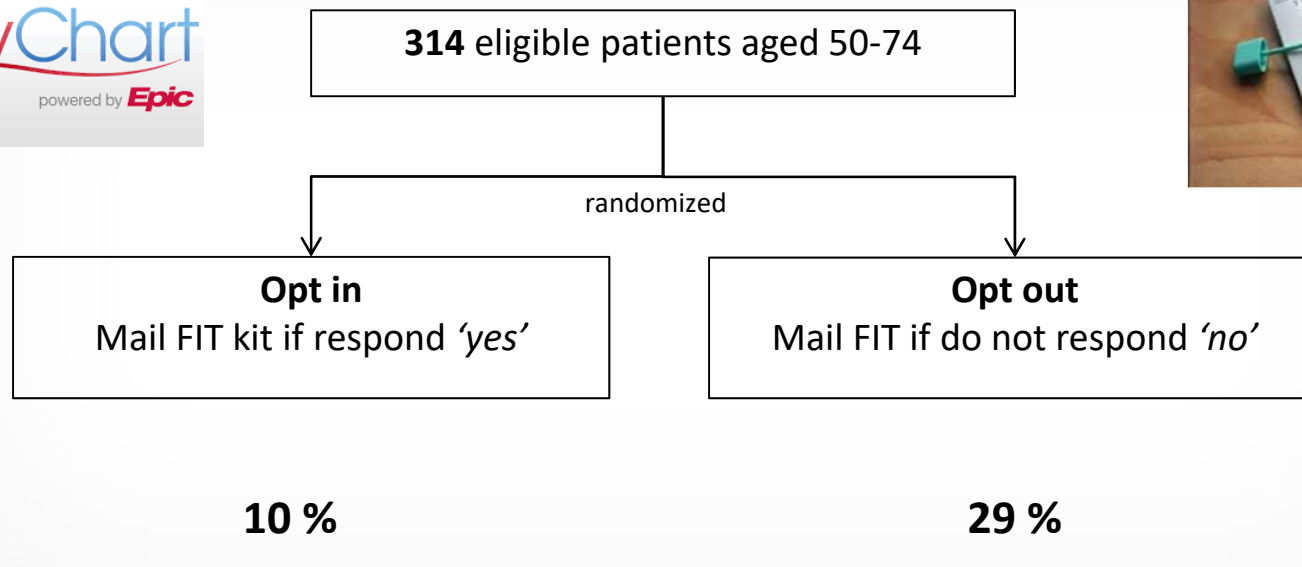 yChart
powered by Epic
314 eligible patients aged 50-74
randomized
Opt in
Mail FIT kit if respond ‘yes’
Opt out
Mail FIT if do not respond ‘no’
10 %
29 %